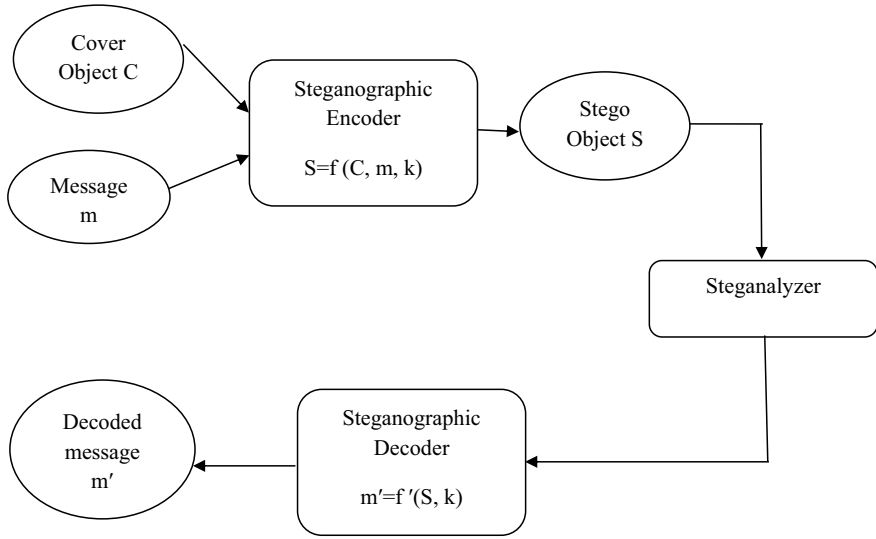 Cover
Object C
Message
m
Steganographic
Encoder
S=f (C, m, k)
Stego
Object S
Steganalyzer
Steganographic
Decoder
m′=f ′(S, k)
Decoded
message
m′